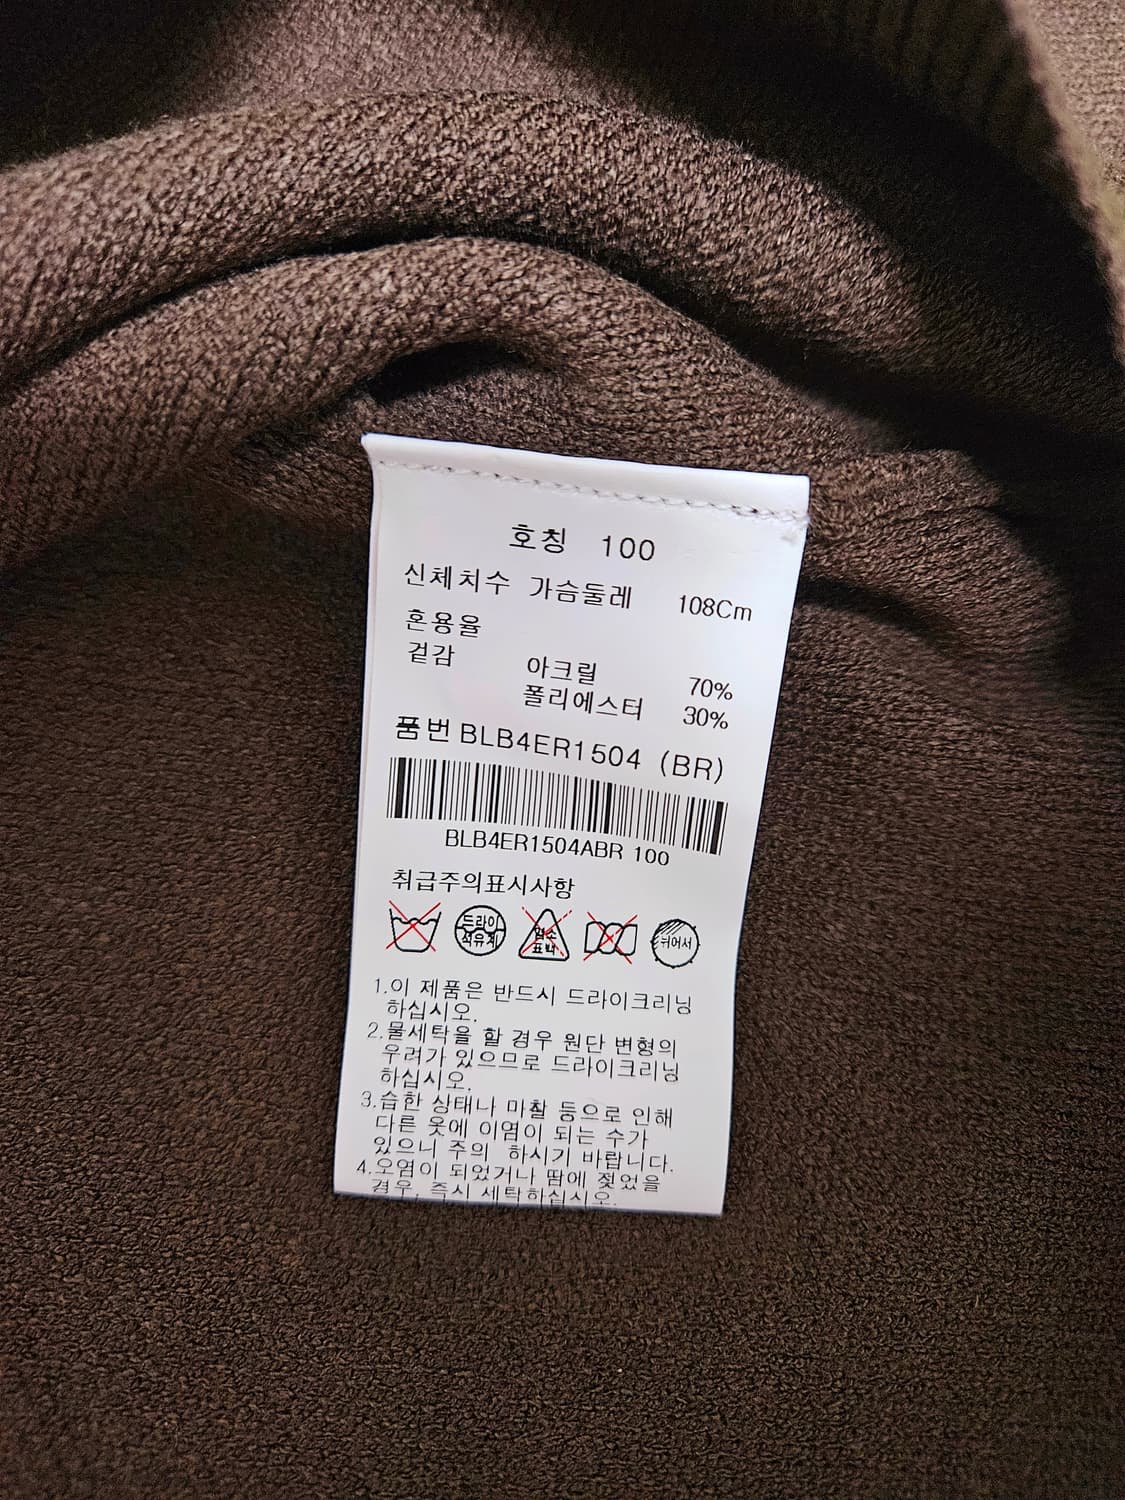 호칭 100
신체치수 가슴둘레 108Cm
혼용율
겉감 아크릴 70%
폴리에스터 30%
품번 BLB4ER1504 (BR)
BLB4ER1504ABR 100
취급주의표시사항
드라이
석유계
염소
표백
뉘어서
1.이 제품은 반드시 드라이크리닝
하십시오.
2.물세탁을 할 경우 원단 변형의
우려가 있으므로 드라이크리닝
하십시오.
3.습한 상태나 마찰 등으로 인해
다른 옷에 이염이 되는 수가
있으니 주의 하시기 바랍니다.
4.오염이 되었거나 땀에 젖었을
경우, 즉시 세탁하십시오.